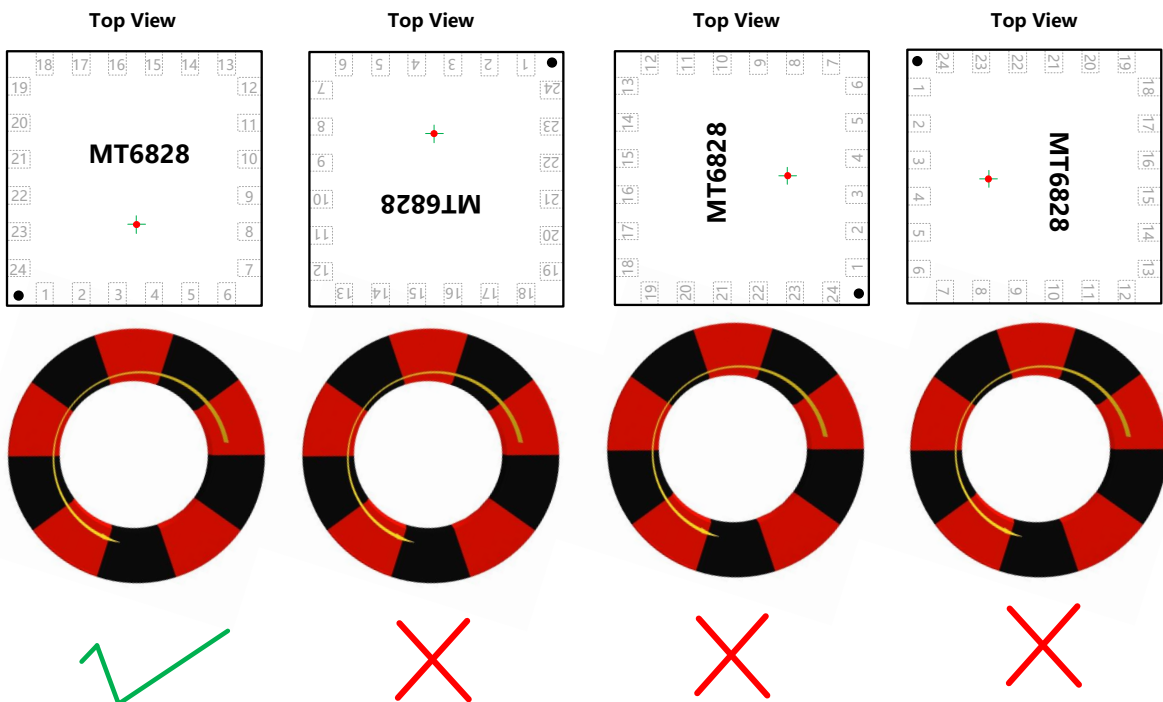 Top View
18 17 16 15 14 13
19 20 21 22 23 24
MT6828
12 11 10 9 8 7
1 2 3 4 5 6
Top View
6 5 4 3 2 1
7 8 9 10 11 12
MT6828
24 23 22 21 20 19
13 14 15 16 17 18
Top View
12 11 10 9 8 7
13 14 15 16 17 18
MT6828
6 5 4 3 2 1
19 20 21 22 23 24
Top View
24 23 22 21 20 19
1 2 3 4 5 6
MT6828
18 17 16 15 14 13
7 8 9 10 11 12